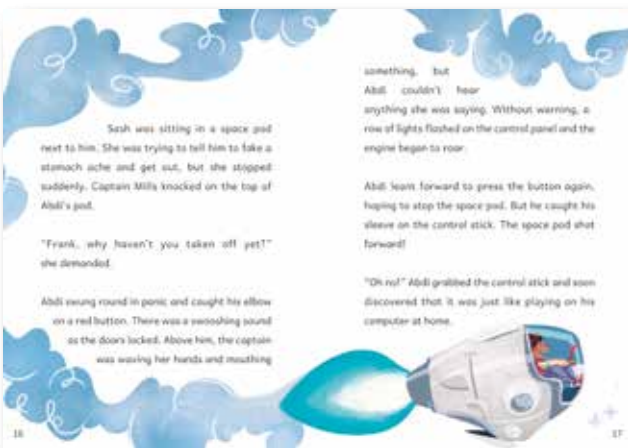 Sash was sitting in a space pod
next to him. She was trying to tell him to fake a
stomach ache and get out, but she stopped
suddenly. Captain Mills knocked on the top of
Abdi's pod.
"Frank, why haven't you taken off yet?"
she demanded.
Abdi swung round in panic and caught his elbow
on a red button. There was a swooshing sound
as the doors locked. Above him, the captain
was waving her hands and mouthing
16
something, but
Abdi couldn't hear
anything she was saying. Without warning, a
row of lights flashed on the control panel and the
engine began to roar.
Abdi leant forward to press the button again,
hoping to stop the space pod. But he caught his
sleeve on the control stick. The space pod shot
forward!
"Oh no!" Abdi grabbed the control stick and soon
discovered that it was just like playing on his
computer at home.
17